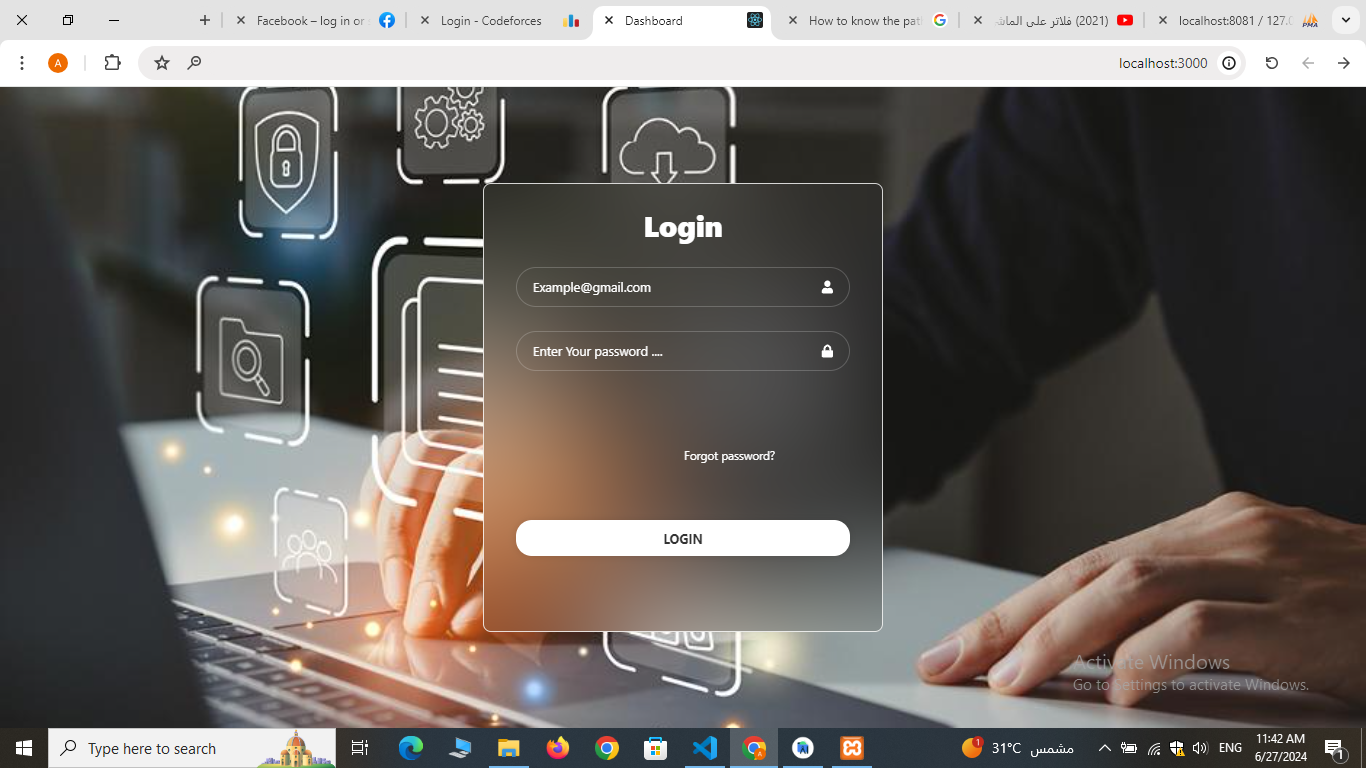 Facebook – log in or
Login - Codeforces
Dashboard
How to know the pat
(2021) فلاتر على الماش
localhost:8081 / 127.0
PMA
A
localhost:3000
Login
Example@gmail.com
Enter Your password ....
Forgot password?
LOGIN
Activate Windows
Go to Settings to activate Windows.
Type here to search
A
1
31°C مشمس
ENG
11:42 AM
6/27/2024
1